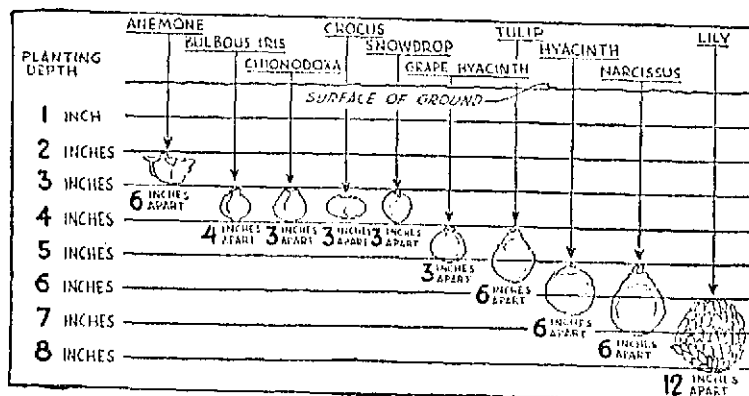 ANEMONE
CROCUS
TULIP
LILY
BULBOUS IRIS
SNOWDROP
HYACINTH
PLANTING DEPTH
CHIONODOXA
GRAPE HYACINTH
NARCISSUS
SURFACE OF GROUND
1 INCH
2 INCHES
3 INCHES
6 INCHES APART
4 INCHES
4 INCHES APART
3 INCHES APART
3 INCHES APART
3 INCHES APART
5 INCHES
3 INCHES APART
6 INCHES
6 INCHES APART
7 INCHES
6 INCHES APART
6 INCHES APART
8 INCHES
12 INCHES APART